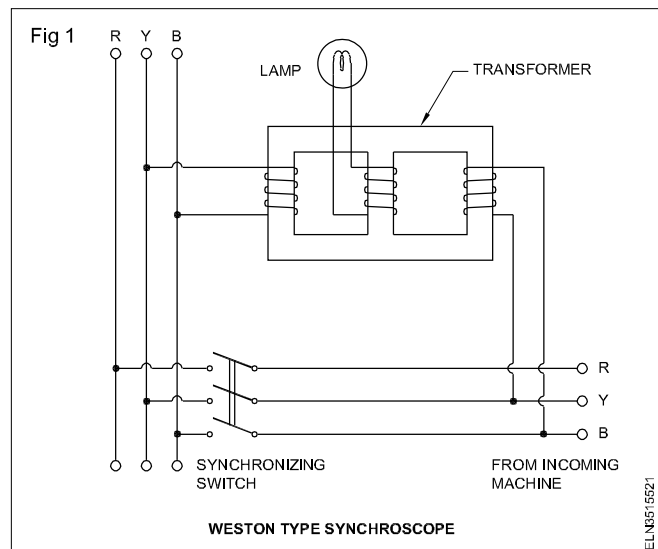 Fig 1
R Y B
LAMP
TRANSFORMER
R
Y
B
SYNCHRONIZING
SWITCH
FROM INCOMING
MACHINE
WESTON TYPE SYNCHROSCOPE
ELN3515521